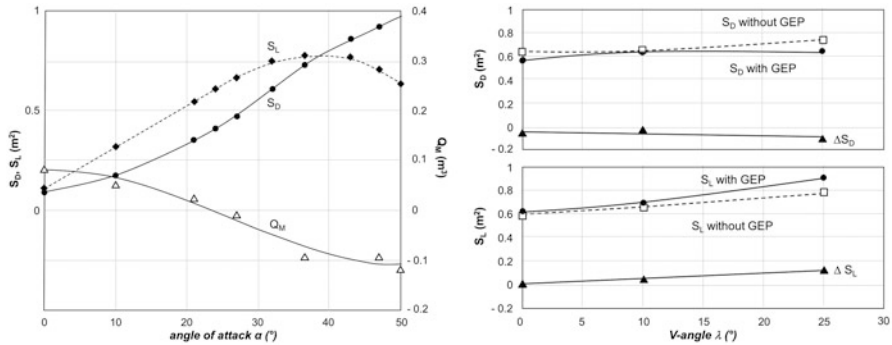 1
0.5
0
S_D, S_L (m²)
S_L
S_D
Q_M
0.4
0.3
0.2
0.1
0
- 0.1
- 0.2
Q_M (m³)
0
10
20
30
40
50
angle of attack α (°)
1
0.8
0.6
0.4
0.2
0
- 0.2
S_D (m²)
S_D without GEP
S_D with GEP
ΔS_D
1
0.8
0.6
0.4
0.2
0
- 0.2
S_L (m²)
S_L with GEP
S_L without GEP
Δ S_L
0
5
10
15
20
25
30
V-angle λ (°)